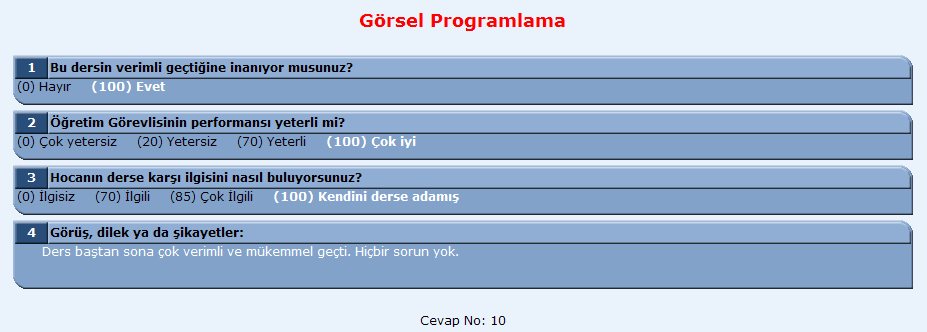 Görsel Programlama
1 Bu dersin verimli geçtiğine inanıyor musunuz?
(0) Hayır (100) Evet
2 Öğretim Görevlisinin performansı yeterli mi?
(0) Çok yetersiz (20) Yetersiz (70) Yeterli (100) Çok iyi
3 Hocanın derse karşı ilgisini nasıl buluyorsunuz?
(0) İlgisiz (70) İlgili (85) Çok İlgili (100) Kendini derse adamış
4 Görüş, dilek ya da şikayetler:
Ders baştan sona çok verimli ve mükemmel geçti. Hiçbir sorun yok.
Cevap No: 10